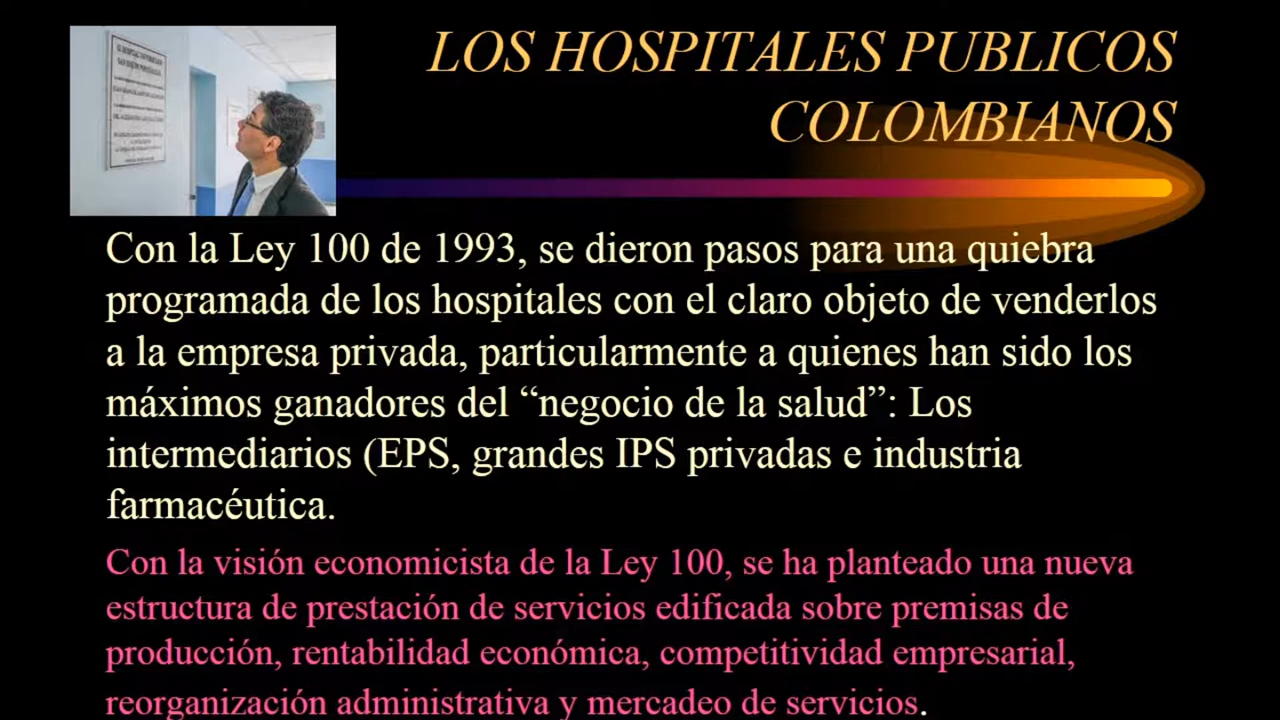 LOS HOSPITALES PUBLICOS
COLOMBIANOS
Con la Ley 100 de 1993, se dieron pasos para una quiebra
programada de los hospitales con el claro objeto de venderlos
a la empresa privada, particularmente a quienes han sido los
máximos ganadores del “negocio de la salud”: Los
intermediarios (EPS, grandes IPS privadas e industria
farmacéutica.
Con la visión economicista de la Ley 100, se ha planteado una nueva
estructura de prestación de servicios edificada sobre premisas de
producción, rentabilidad económica, competitividad empresarial,
reorganización administrativa y mercadeo de servicios.